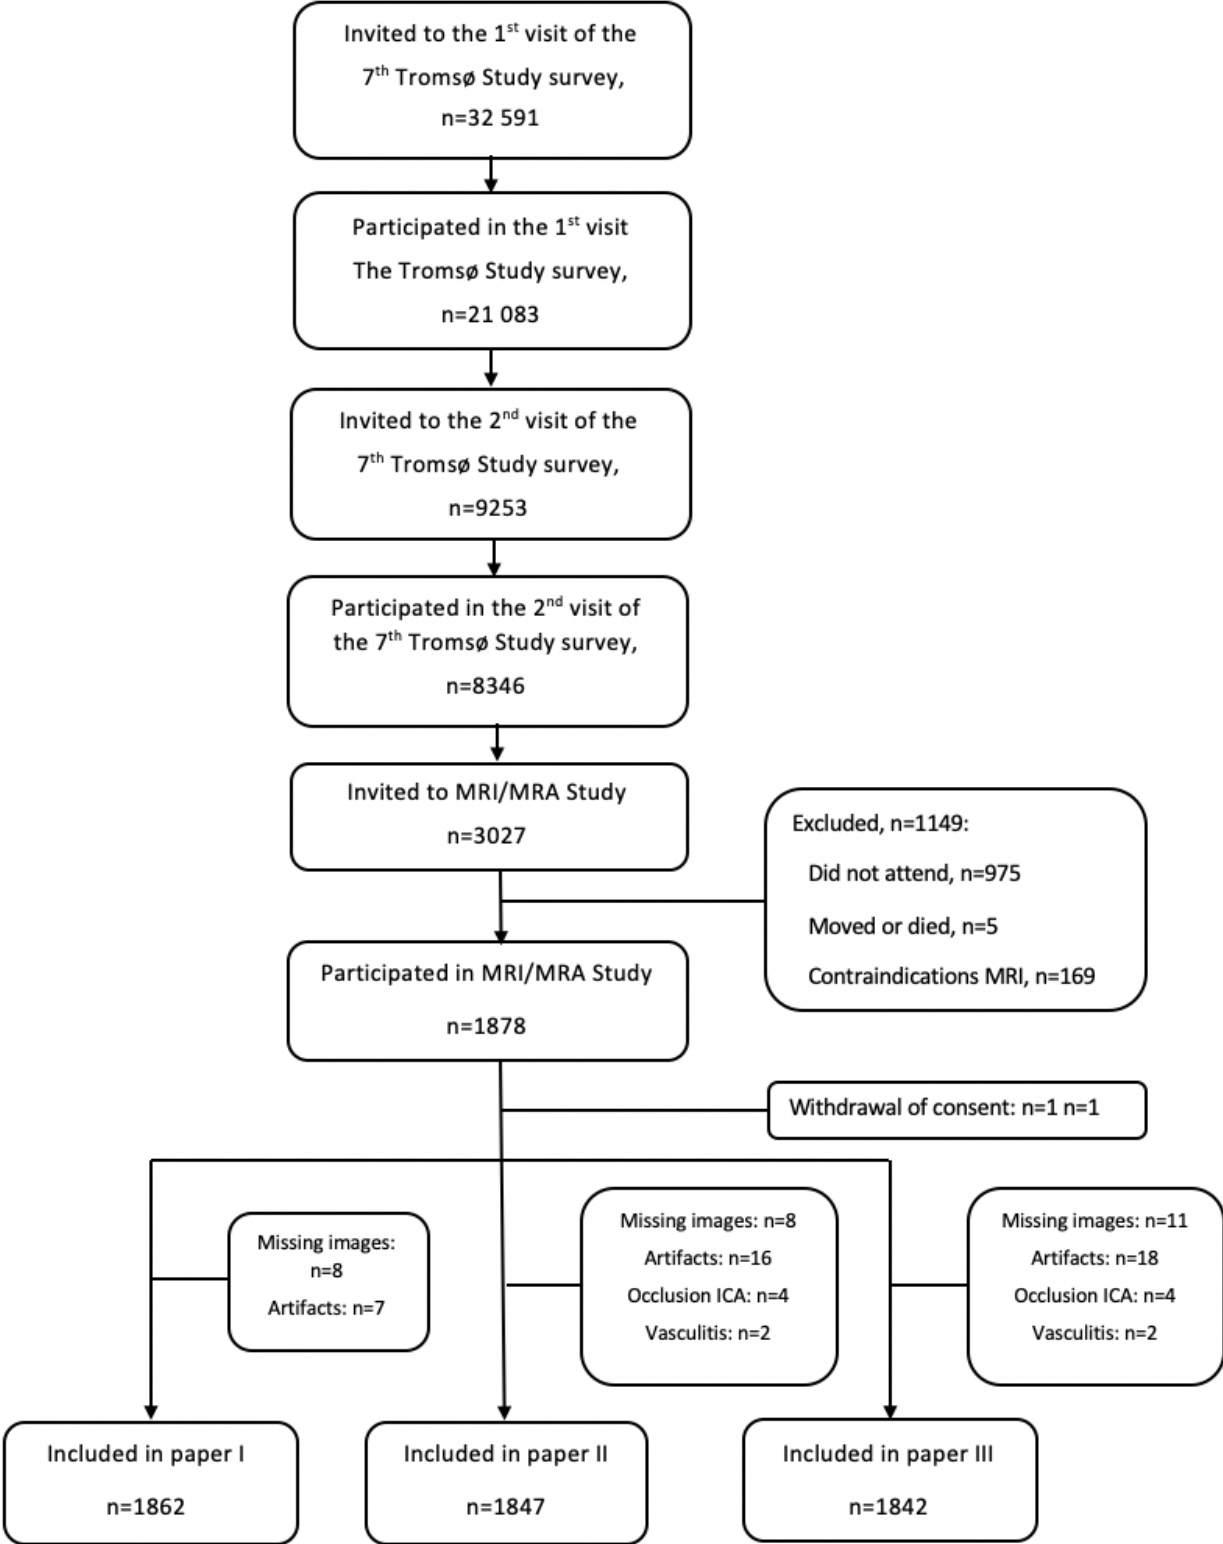 Invited to the 1st visit of the
7th Tromsø Study survey,
n=32 591
Participated in the 1st visit
The Tromsø Study survey,
n=21 083
Invited to the 2nd visit of the
7th Tromsø Study survey,
n=9253
Participated in the 2nd visit of
the 7th Tromsø Study survey,
n=8346
Invited to MRI/MRA Study
n=3027
Excluded, n=1149:
Did not attend, n=975
Moved or died, n=5
Contraindications MRI, n=169
Participated in MRI/MRA Study
n=1878
Withdrawal of consent: n=1 n=1
Missing images:
n=8
Artifacts: n=7
Missing images: n=8
Artifacts: n=16
Occlusion ICA: n=4
Vasculitis: n=2
Missing images: n=11
Artifacts: n=18
Occlusion ICA: n=4
Vasculitis: n=2
Included in paper I
n=1862
Included in paper II
n=1847
Included in paper III
n=1842